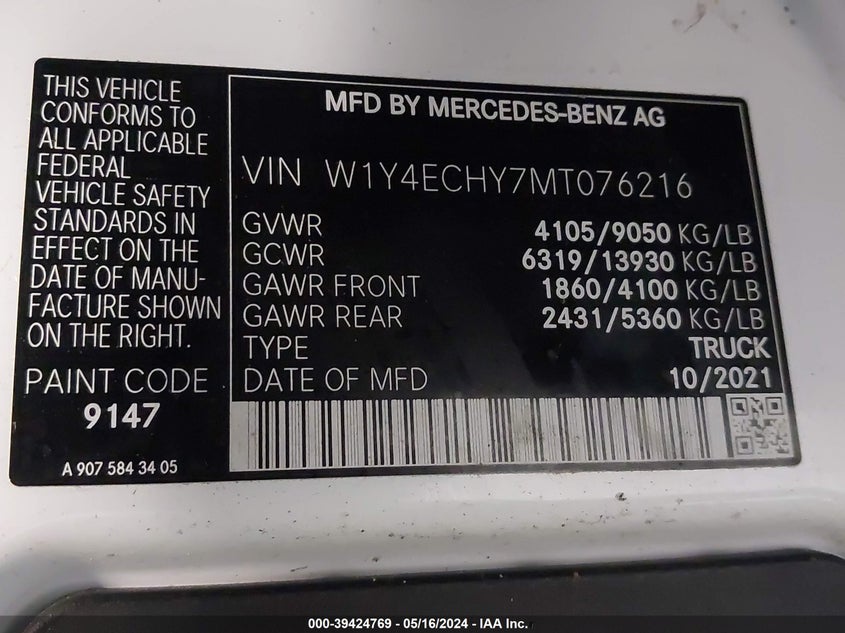 THIS VEHICLE
CONFORMS TO
ALL APPLICABLE
FEDERAL
VEHICLE SAFETY
STANDARDS IN
EFFECT ON THE
DATE OF MANU-
FACTURE SHOWN
ON THE RIGHT.
PAINT CODE
9147
A 907 584 34 05
MFD BY MERCEDES-BENZ AG
VIN W1Y4ECHY7MT076216
GVWR 4105/9050 KG/LB
GCWR 6319/13930 KG/LB
GAWR FRONT 1860/4100 KG/LB
GAWR REAR 2431/5360 KG/LB
TYPE TRUCK
DATE OF MFD 10/2021
000-39424769 - 05/16/2024 - IAA Inc.